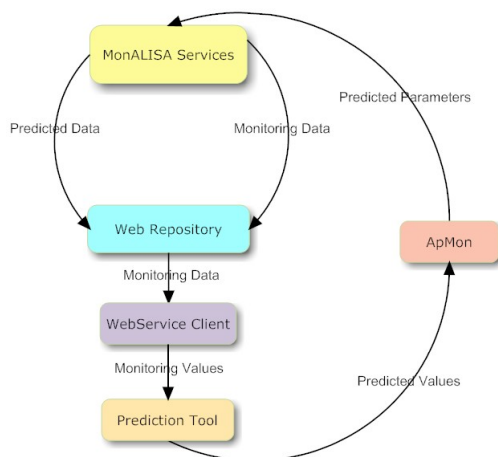 MonALISA Services
Predicted Parameters
Predicted Data
Monitoring Data
Web Repository
ApMon
Monitoring Data
WebService Client
Monitoring Values
Predicted Values
Prediction Tool